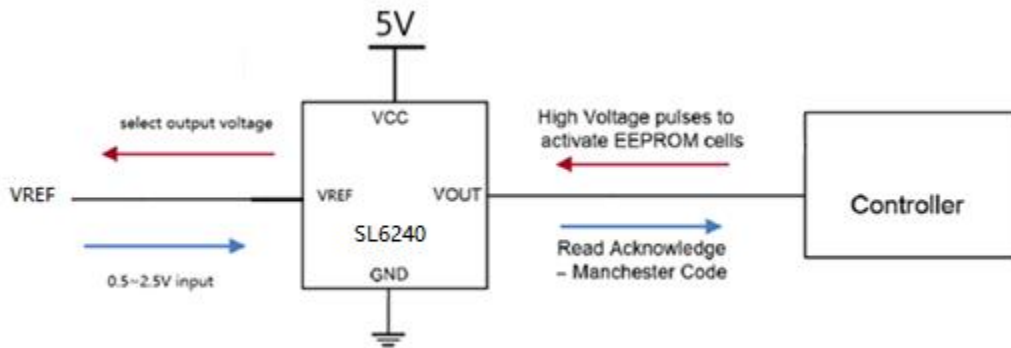 5V
select output voltage
VCC
High Voltage pulses to
activate EEPROM cells
VREF
VREF
VOUT
Controller
SL6240
0.5~2.5V input
GND
Read Acknowledge
– Manchester Code